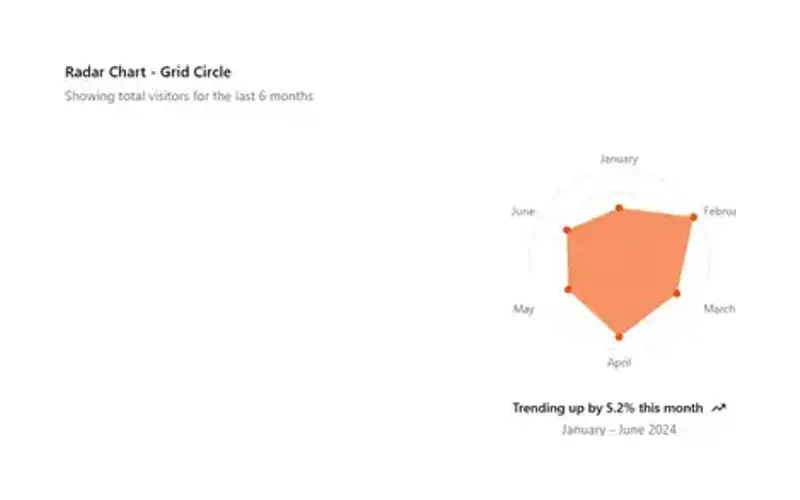 Radar Chart - Grid Circle
Showing total visitors for the last 6 months
January
June
Februa
May
March
April
Trending up by 5.2% this month
January - June 2024